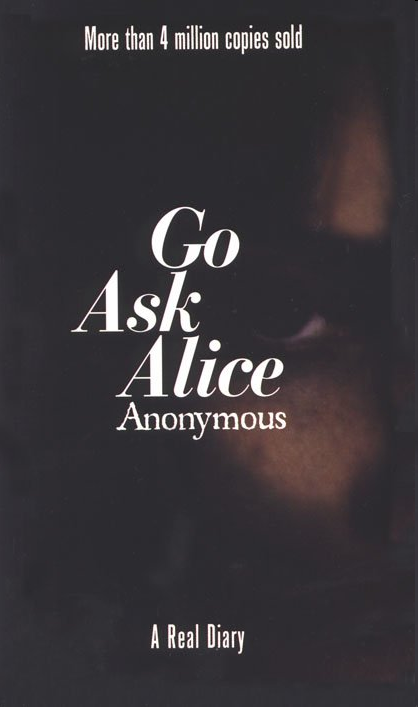 More than 4 million copies sold
Go
Ask
Alice
Anonymous
A Real Diary